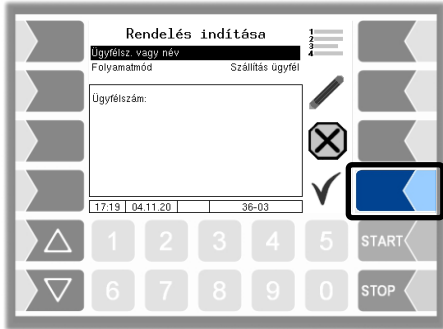 Rendelés indítása
Ügyfélsz. vagy név
Folyamatmód Szállítás ügyfél
Ügyfélszám:
17:19 04.11.20 36-03
1
2
3
4
1 2 3 4 5 START
6 7 8 9 0 STOP